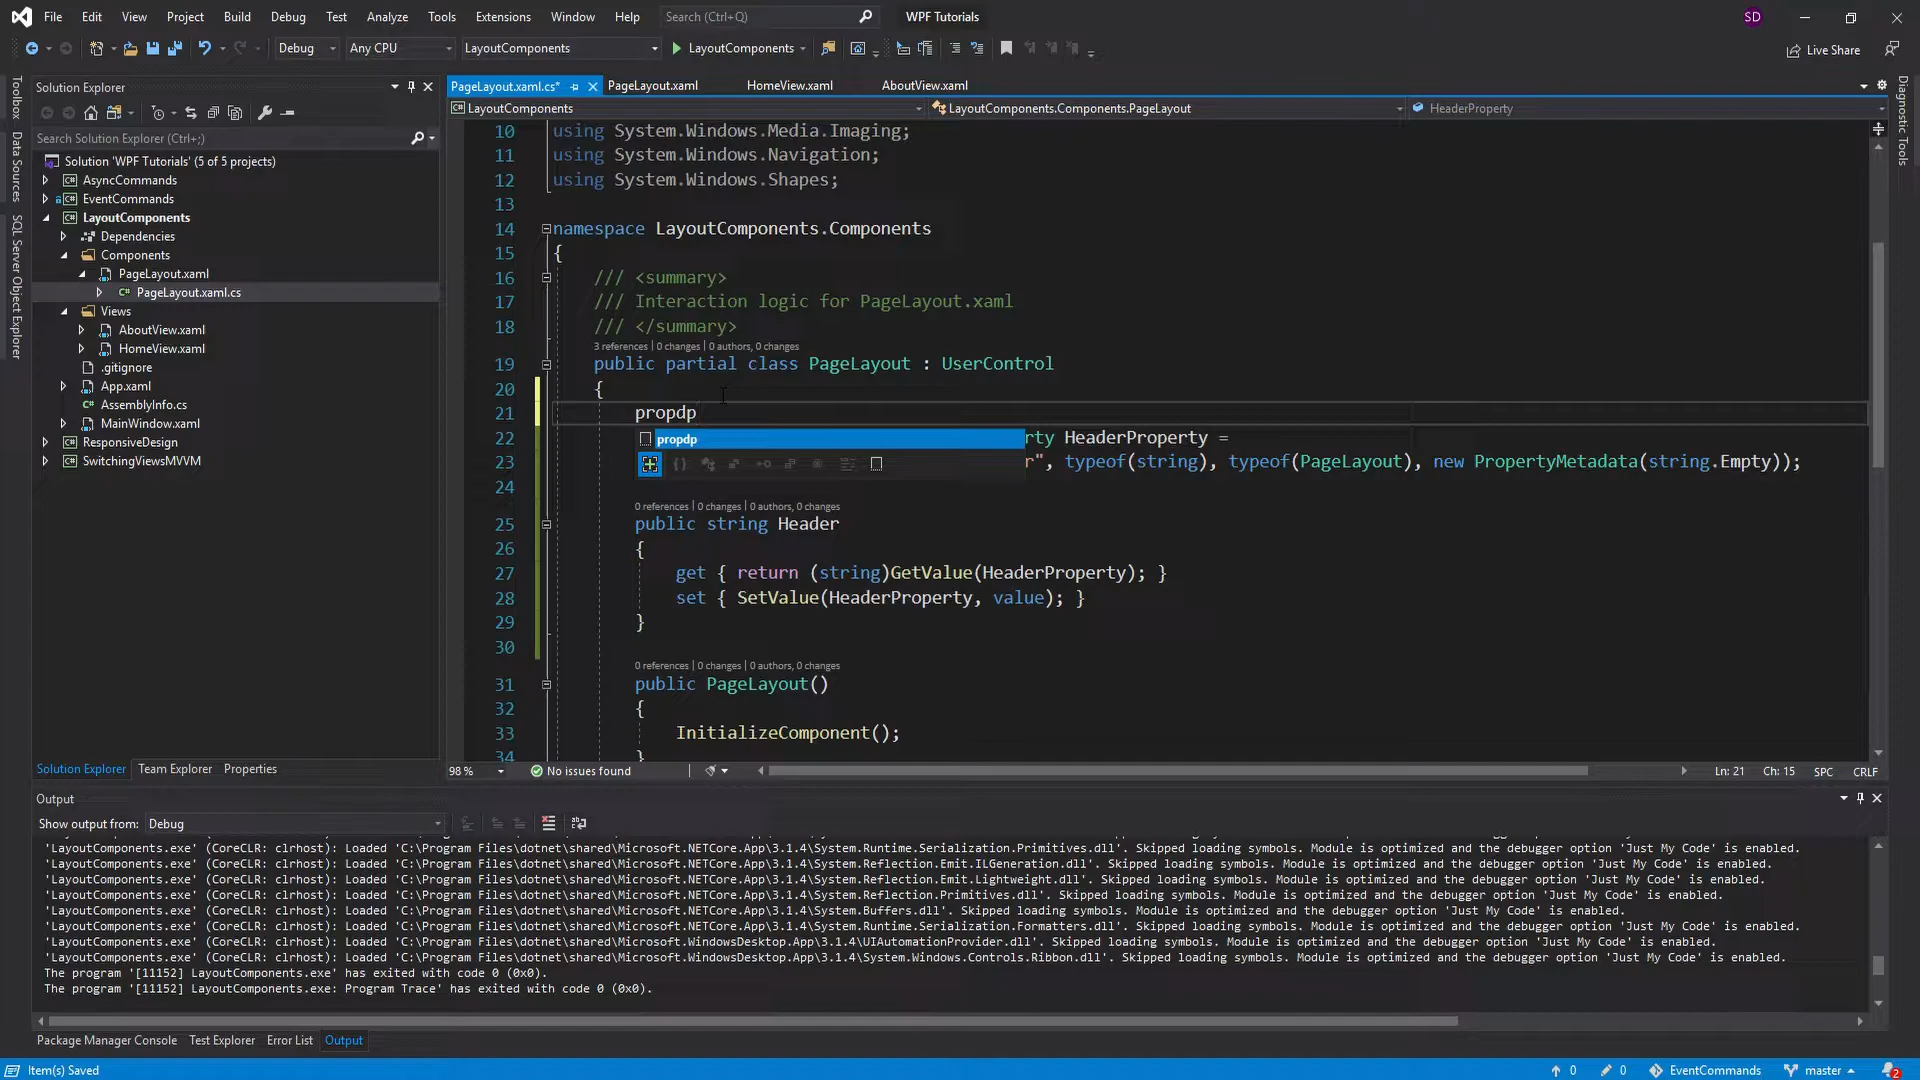 File Edit View Project Build Debug Test Analyze Tools Extensions Window Help Search (Ctrl+Q) WPF Tutorials SD
Debug Any CPU LayoutComponents LayoutComponents Live Share
Toolbox
Data Sources
SQL Server Object Explorer
Solution Explorer
Search Solution Explorer (Ctrl+;)
Solution 'WPF Tutorials' (5 of 5 projects)
AsyncCommands
EventCommands
LayoutComponents
Dependencies
Components
PageLayout.xaml
PageLayout.xaml.cs
Views
AboutView.xaml
HomeView.xaml
.gitignore
App.xaml
AssemblyInfo.cs
MainWindow.xaml
ResponsiveDesign
SwitchingViewsMVVM
Solution Explorer Team Explorer Properties
PageLayout.xaml.cs* PageLayout.xaml HomeView.xaml AboutView.xaml
LayoutComponents LayoutComponents.Components.PageLayout HeaderProperty
10 using System.Windows.Media.Imaging;
11 using System.Windows.Navigation;
12 using System.Windows.Shapes;
13
14 namespace LayoutComponents.Components
15 {
16 /// <summary>
17 /// Interaction logic for PageLayout.xaml
18 /// </summary>
3 references | 0 changes | 0 authors, 0 changes
19 public partial class PageLayout : UserControl
20 {
21 propdp
propdp
22 rty HeaderProperty =
23 r", typeof(string), typeof(PageLayout), new PropertyMetadata(string.Empty));
24
0 references | 0 changes | 0 authors, 0 changes
25 public string Header
26 {
27 get { return (string)GetValue(HeaderProperty); }
28 set { SetValue(HeaderProperty, value); }
29 }
30
0 references | 0 changes | 0 authors, 0 changes
31 public PageLayout()
32 {
33 InitializeComponent();
34 }
98 % No issues found Ln: 21 Ch: 15 SPC CRLF
Diagnostic Tools
Output
Show output from: Debug
'LayoutComponents.exe' (CoreCLR: clrhost): Loaded 'C:\Program Files\dotnet\shared\Microsoft.NETCore.App\3.1.4\System.Runtime.Serialization.Primitives.dll'. Skipped loading symbols. Module is optimized and the debugger option 'Just My Code' is enabled.
'LayoutComponents.exe' (CoreCLR: clrhost): Loaded 'C:\Program Files\dotnet\shared\Microsoft.NETCore.App\3.1.4\System.Reflection.Emit.ILGeneration.dll'. Skipped loading symbols. Module is optimized and the debugger option 'Just My Code' is enabled.
'LayoutComponents.exe' (CoreCLR: clrhost): Loaded 'C:\Program Files\dotnet\shared\Microsoft.NETCore.App\3.1.4\System.Reflection.Emit.Lightweight.dll'. Skipped loading symbols. Module is optimized and the debugger option 'Just My Code' is enabled.
'LayoutComponents.exe' (CoreCLR: clrhost): Loaded 'C:\Program Files\dotnet\shared\Microsoft.NETCore.App\3.1.4\System.Reflection.Primitives.dll'. Skipped loading symbols. Module is optimized and the debugger option 'Just My Code' is enabled.
'LayoutComponents.exe' (CoreCLR: clrhost): Loaded 'C:\Program Files\dotnet\shared\Microsoft.NETCore.App\3.1.4\System.Buffers.dll'. Skipped loading symbols. Module is optimized and the debugger option 'Just My Code' is enabled.
'LayoutComponents.exe' (CoreCLR: clrhost): Loaded 'C:\Program Files\dotnet\shared\Microsoft.NETCore.App\3.1.4\System.Runtime.Serialization.Formatters.dll'. Skipped loading symbols. Module is optimized and the debugger option 'Just My Code' is enabled.
'LayoutComponents.exe' (CoreCLR: clrhost): Loaded 'C:\Program Files\dotnet\shared\Microsoft.WindowsDesktop.App\3.1.4\UIAutomationProvider.dll'. Skipped loading symbols. Module is optimized and the debugger option 'Just My Code' is enabled.
'LayoutComponents.exe' (CoreCLR: clrhost): Loaded 'C:\Program Files\dotnet\shared\Microsoft.WindowsDesktop.App\3.1.4\System.Windows.Controls.Ribbon.dll'. Skipped loading symbols. Module is optimized and the debugger option 'Just My Code' is enabled.
The program '[11152] LayoutComponents.exe' has exited with code 0 (0x0).
The program '[11152] LayoutComponents.exe: Program Trace' has exited with code 0 (0x0).
Package Manager Console Test Explorer Error List Output
Item(s) Saved 0 0 EventCommands master 2